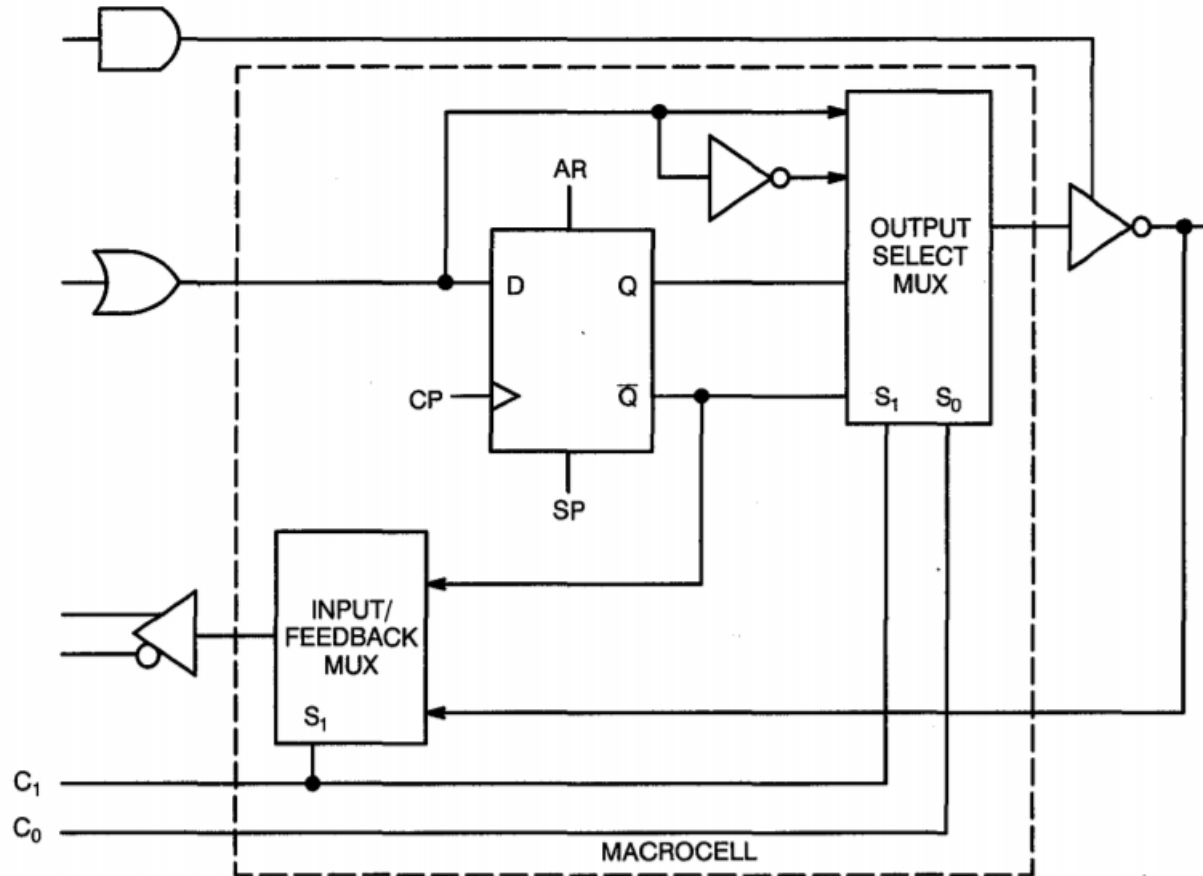 AR
OUTPUT
SELECT
MUX
D Q
CP Q̅
S₁ S₀
SP
INPUT/
FEEDBACK
MUX
S₁
C₁
C₀
MACROCELL